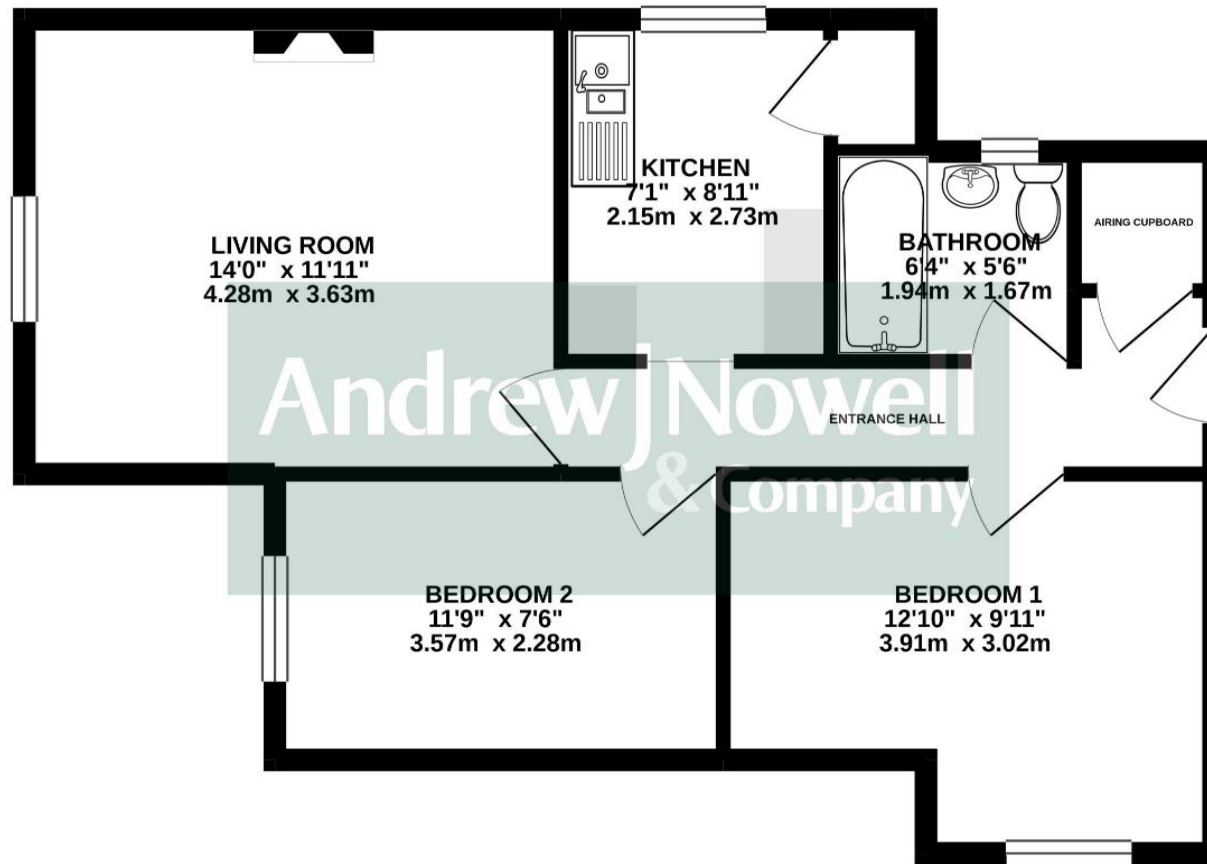 KITCHEN
7'1" x 8'11"
2.15m x 2.73m
LIVING ROOM
14'0" x 11'11"
4.28m x 3.63m
BATHROOM
6'4" x 5'6"
1.94m x 1.67m
AIRING CUPBOARD
Andrew J Nowell
& Company
ENTRANCE HALL
BEDROOM 2
11'9" x 7'6"
3.57m x 2.28m
BEDROOM 1
12'10" x 9'11"
3.91m x 3.02m